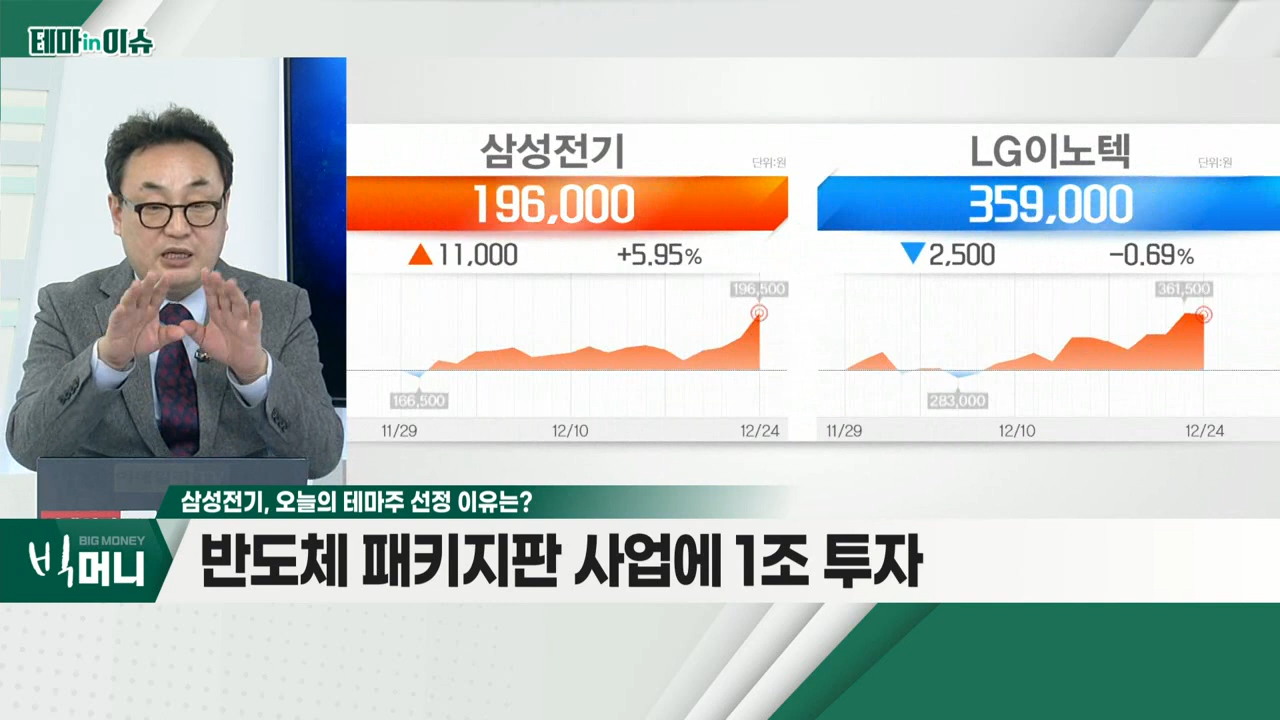 테마in이슈
삼성전기
단위:원
196,000
▲11,000 +5.95%
196,500
166,500
11/29 12/10 12/24
LG이노텍
단위:원
359,000
▼2,500 -0.69%
361,500
283,000
11/29 12/10 12/24
삼성전기, 오늘의 테마주 선정 이유는?
BIG MONEY
빅머니
반도체 패키지판 사업에 1조 투자